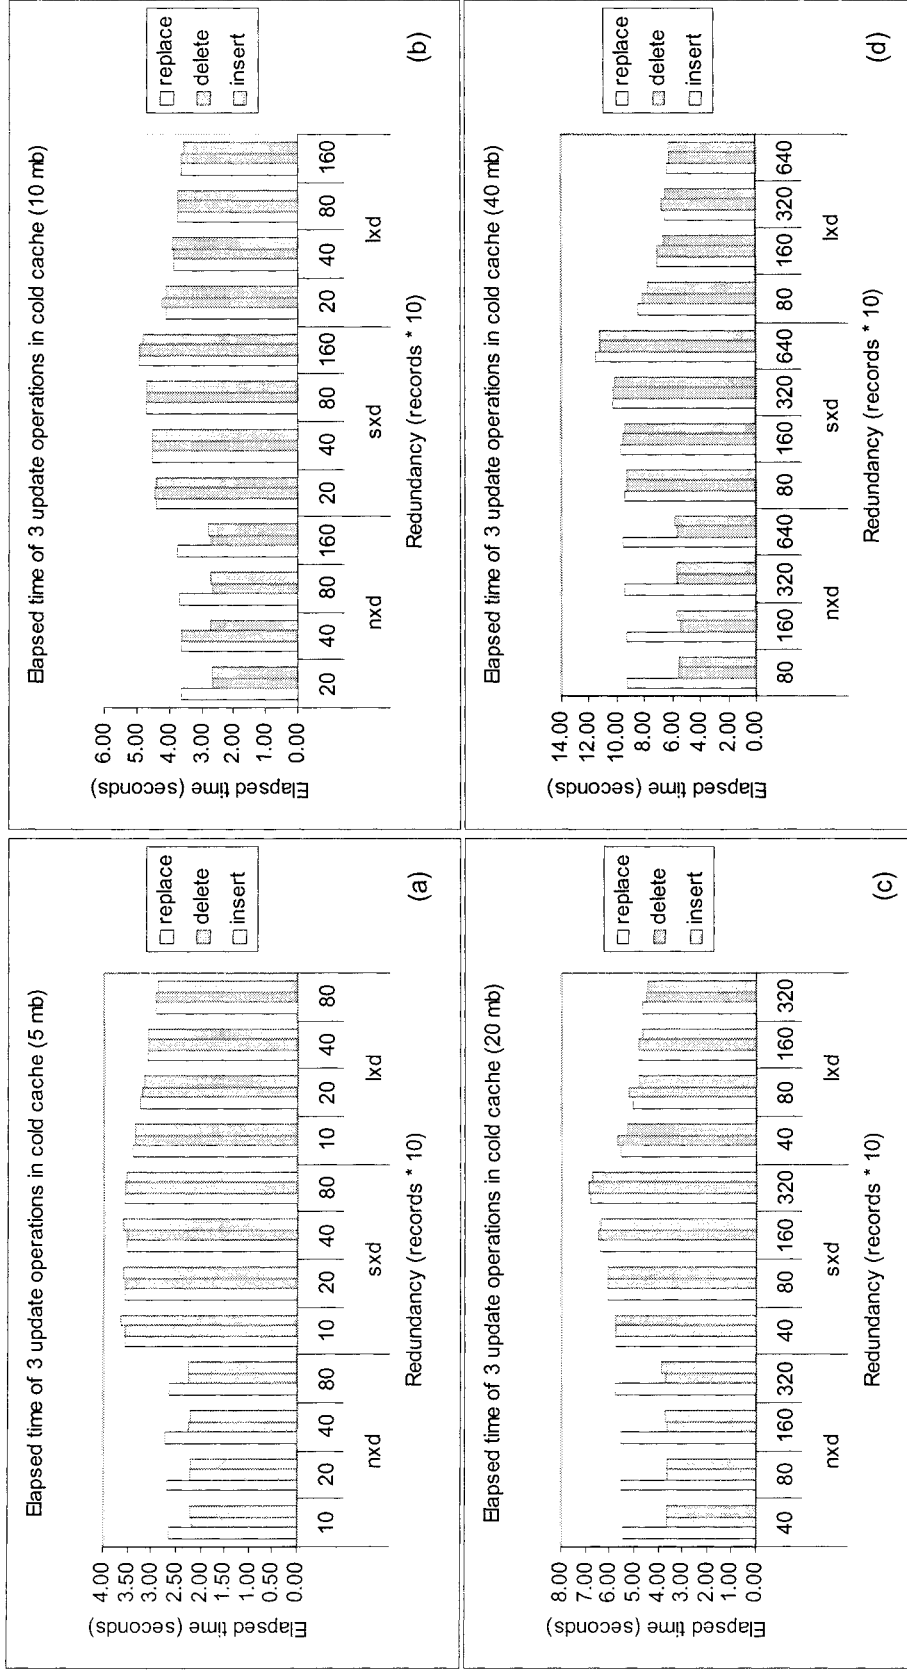 Elapsed time of 3 update operations in cold cache (5 mb)
Elapsed time (seconds)
4.00
3.50
3.00
2.50
2.00
1.50
1.00
0.50
0.00
10 20 40 80 10 20 40 80 10 20 40 80
nxd sxd lxd
Redundancy (records * 10)
replace
delete
insert
(a)
Elapsed time of 3 update operations in cold cache (10 mb)
Elapsed time (seconds)
6.00
5.00
4.00
3.00
2.00
1.00
0.00
20 40 80 160 20 40 80 160 20 40 80 160
nxd sxd lxd
Redundancy (records * 10)
replace
delete
insert
(b)
Elapsed time of 3 update operations in cold cache (20 mb)
Elapsed time (seconds)
8.00
7.00
6.00
5.00
4.00
3.00
2.00
1.00
0.00
40 80 160 320 40 80 160 320 40 80 160 320
nxd sxd lxd
Redundancy (records * 10)
replace
delete
insert
(c)
Elapsed time of 3 update operations in cold cache (40 mb)
Elapsed time (seconds)
14.00
12.00
10.00
8.00
6.00
4.00
2.00
0.00
80 160 320 640 80 160 320 640 80 160 320 640
nxd sxd lxd
Redundancy (records * 10)
replace
delete
insert
(d)